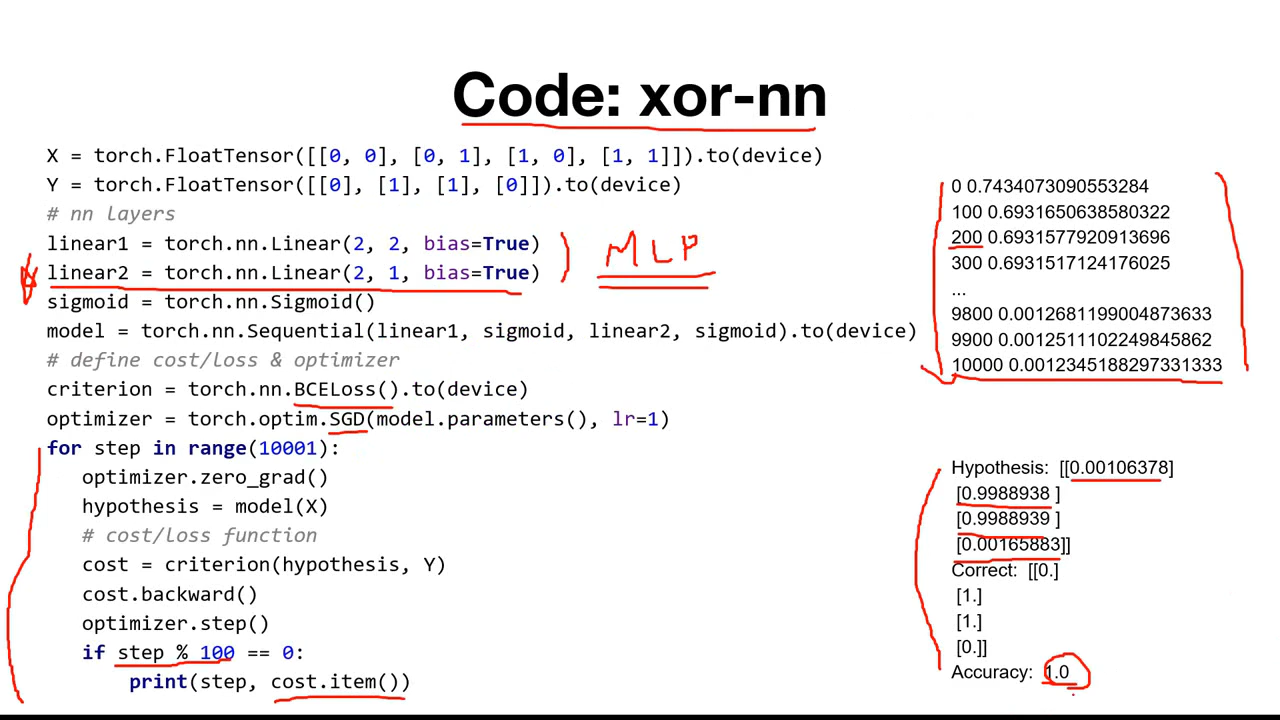 Code: xor-nn
X = torch.FloatTensor([[0, 0], [0, 1], [1, 0], [1, 1]]).to(device)
Y = torch.FloatTensor([[0], [1], [1], [0]]).to(device)
# nn layers
linear1 = torch.nn.Linear(2, 2, bias=True)
linear2 = torch.nn.Linear(2, 1, bias=True)
MLP
sigmoid = torch.nn.Sigmoid()
model = torch.nn.Sequential(linear1, sigmoid, linear2, sigmoid).to(device)
# define cost/loss & optimizer
criterion = torch.nn.BCELoss().to(device)
optimizer = torch.optim.SGD(model.parameters(), lr=1)
for step in range(10001):
    optimizer.zero_grad()
    hypothesis = model(X)
    # cost/loss function
    cost = criterion(hypothesis, Y)
    cost.backward()
    optimizer.step()
    if step % 100 == 0:
        print(step, cost.item())
0 0.7434073090553284
100 0.6931650638580322
200 0.6931577920913696
300 0.6931517124176025
...
9800 0.0012681199004873633
9900 0.0012511102249845862
10000 0.0012345188297331333
Hypothesis: [[0.00106378]
[0.9988938 ]
[0.9988939 ]
[0.00165883]]
Correct: [[0.]
[1.]
[1.]
[0.]]
Accuracy: 1.0